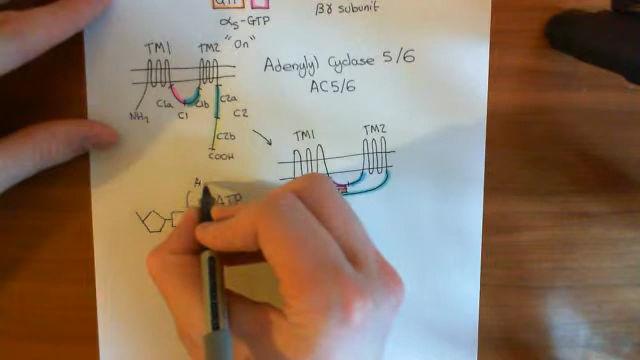 βγ subunit
αs-GTP
"On"
TM1 TM2
Adenylyl Cyclase 5/6
AC5/6
C1a C1b C2a
NH2 C1 C2
C2b
COOH
TM1 TM2
ATP